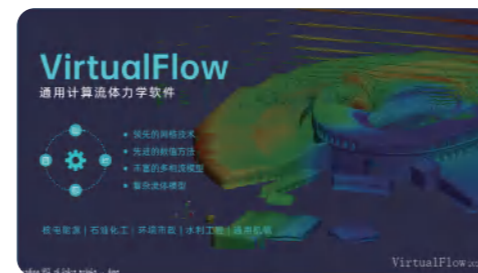 VirtualFlow
通用计算流体力学软件
领先的网格技术
先进的数值方法
丰富的多相流模型
复杂流体模型
核电能源 | 石油化工 | 环境市政 | 水利工程 | 通用机械
VirtualFlow